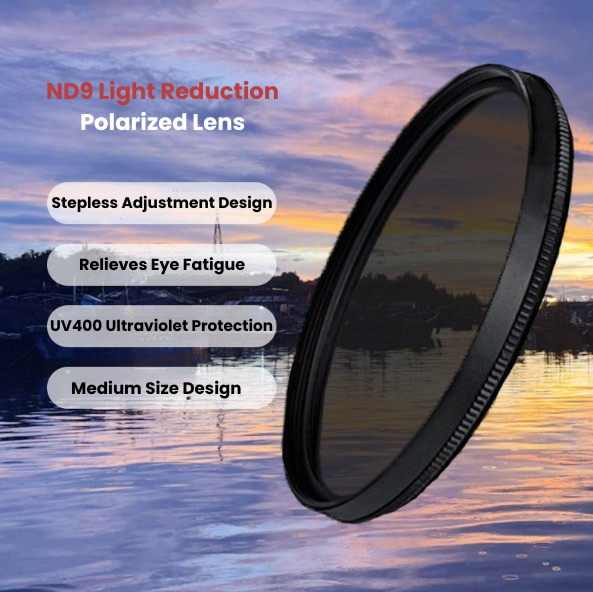 ND9 Light Reduction
Polarized Lens
Stepless Adjustment Design
Relieves Eye Fatigue
UV400 Ultraviolet Protection
Medium Size Design